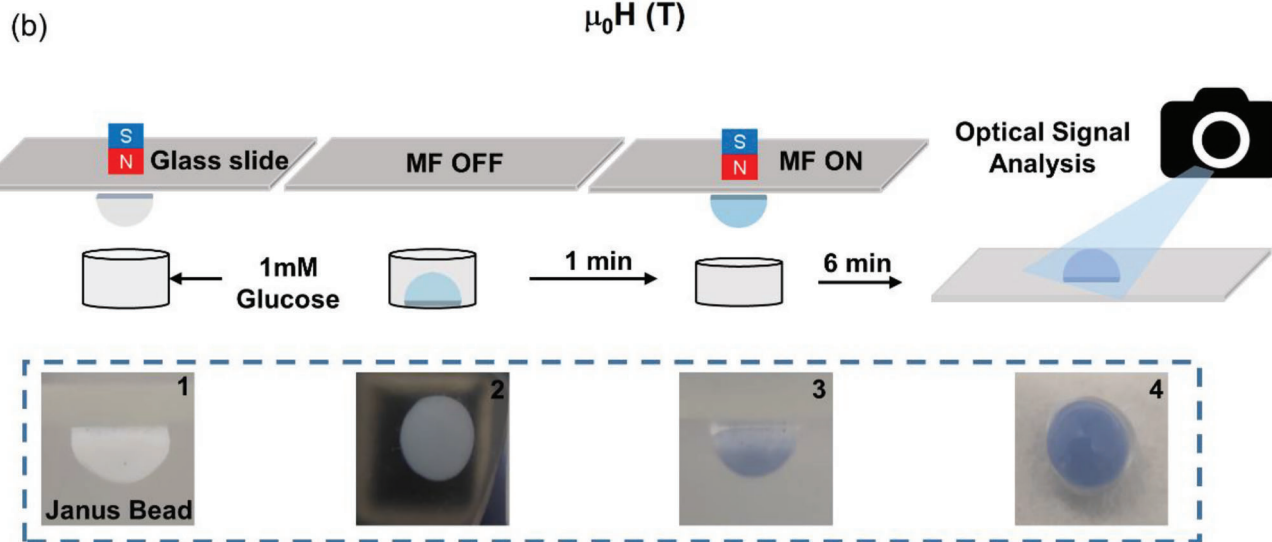 (b)
μ₀H (T)
S
N
Glass slide
MF OFF
S
N
MF ON
Optical Signal
Analysis
1mM
Glucose
1 min
6 min
1
2
3
4
Janus Bead